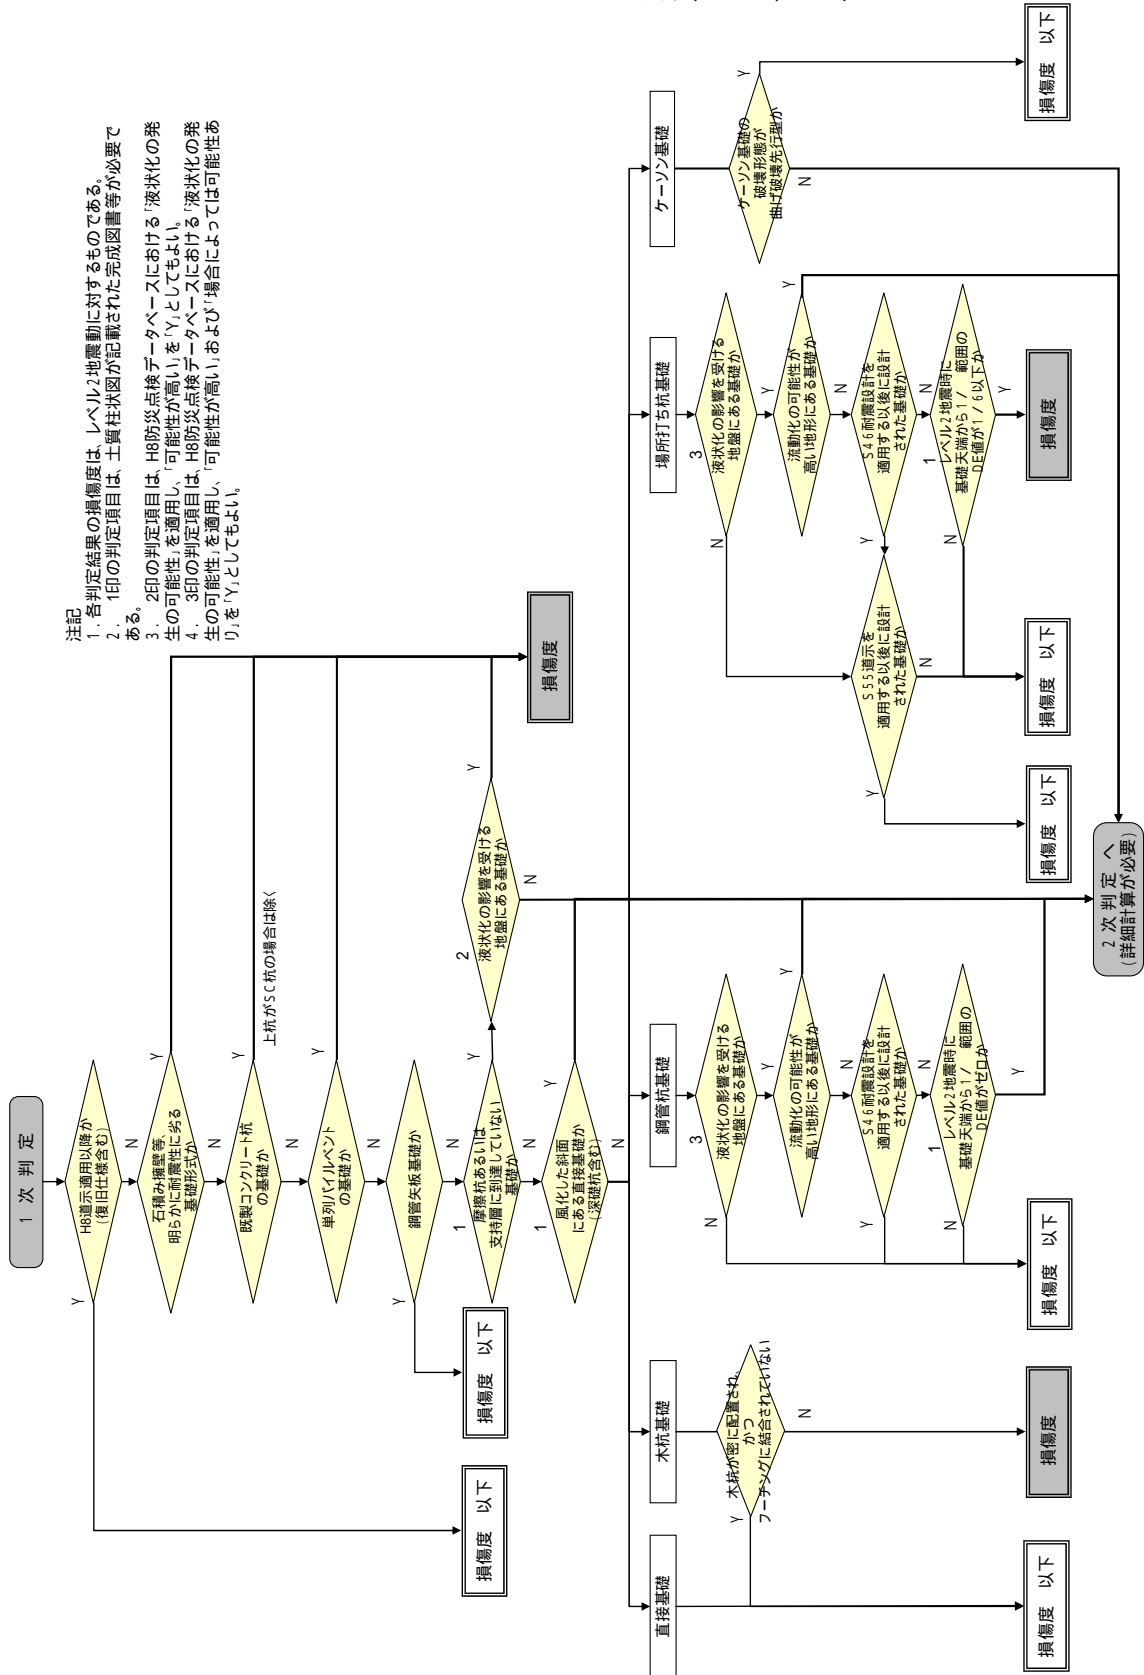 注記
1．各判定結果の損傷度は、レベル2地震動に対するものである。
2． 1印の判定項目は、土質柱状図が記載された完成図書等が必要で
ある。
3． 2印の判定項目は、H8防災点検データベースにおける「液状化の発
生の可能性」を適用し、「可能性が高い」を「Y」としてもよい。
4． 3印の判定項目は、H8防災点検データベースにおける「液状化の発
生の可能性」を適用し、「可能性が高い」および「場合によっては可能性あ
り」を「Y」としてもよい。
1 次 判 定
H8道示適用以降か
(復旧仕様含む)
Y
N
石積み擁壁等、
明らかに耐震性に劣る
基礎形式か
Y
N
既製コンクリート杭
の基礎か
上杭がSC杭の場合は除く
Y
N
単列パイルベント
の基礎か
Y
N
鋼管矢板基礎か
Y
N
1
摩擦杭あるいは
支持層に到達していない
基礎か
Y
N
2
液状化の影響を受ける
地盤にある基礎か
Y
N
1
風化した斜面
にある直接基礎か
(深礎杭含む)
Y
N
損傷度 以下
損傷度 以下
損傷度
直接基礎
木杭基礎
鋼管杭基礎
場所打ち杭基礎
ケーソン基礎
木杭が密に配置され、
かつ
フーチングに結合されていない
Y
N
3
液状化の影響を受ける
地盤にある基礎か
N
Y
流動化の可能性が
高い地形にある基礎か
Y
N
S46耐震設計を
適用する以後に設計
された基礎か
Y
N
1
レベル2地震時に
基礎天端から1/ 範囲の
DE値がゼロか
N
Y
3
液状化の影響を受ける
地盤にある基礎か
N
Y
流動化の可能性が
高い地形にある基礎か
Y
N
S46耐震設計を
適用する以後に設計
された基礎か
Y
N
S55道示を
適用する以後に設計
された基礎か
Y
N
1
レベル2地震時に
基礎天端から1/ 範囲の
DE値が1/6以下か
N
Y
ケーソン基礎の
破壊形態が
曲げ破壊先行型か
Y
N
損傷度 以下
損傷度
損傷度 以下
損傷度 以下
損傷度 以下
損傷度
損傷度 以下
2 次 判 定 へ
(詳細計算が必要)